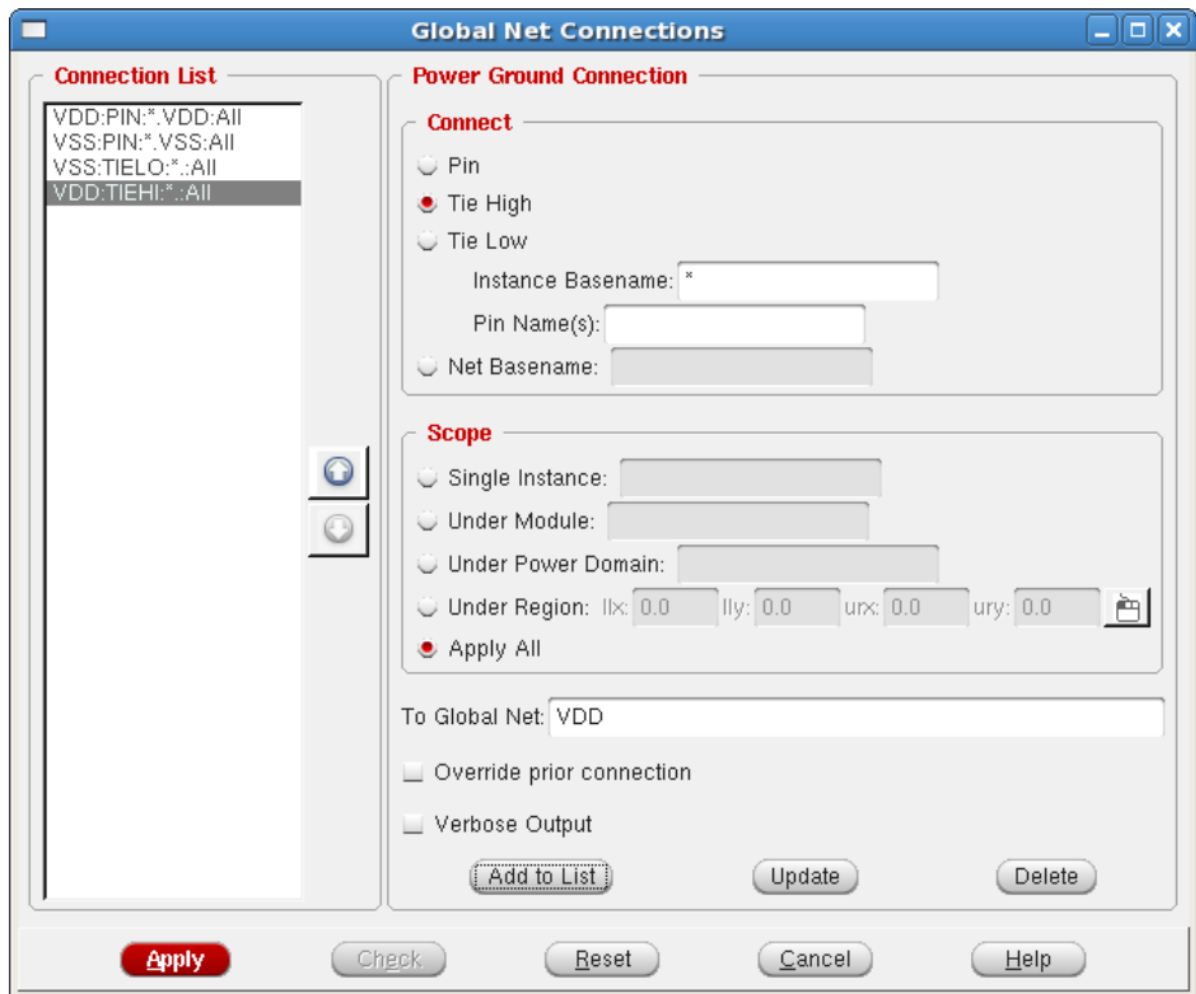 Global Net Connections
Connection List
VDD:PIN:*.VDD:All
VSS:PIN:*.VSS:All
VSS:TIELO:*.:All
VDD:TIEHI:*.:All
Power Ground Connection
Connect
Pin
Tie High
Tie Low
Instance Basename: *
Pin Name(s):
Net Basename:
Scope
Single Instance:
Under Module:
Under Power Domain:
Under Region: llx: 0.0 lly: 0.0 urx: 0.0 ury: 0.0
Apply All
To Global Net: VDD
Override prior connection
Verbose Output
Add to List Update Delete
Apply Check Reset Cancel Help